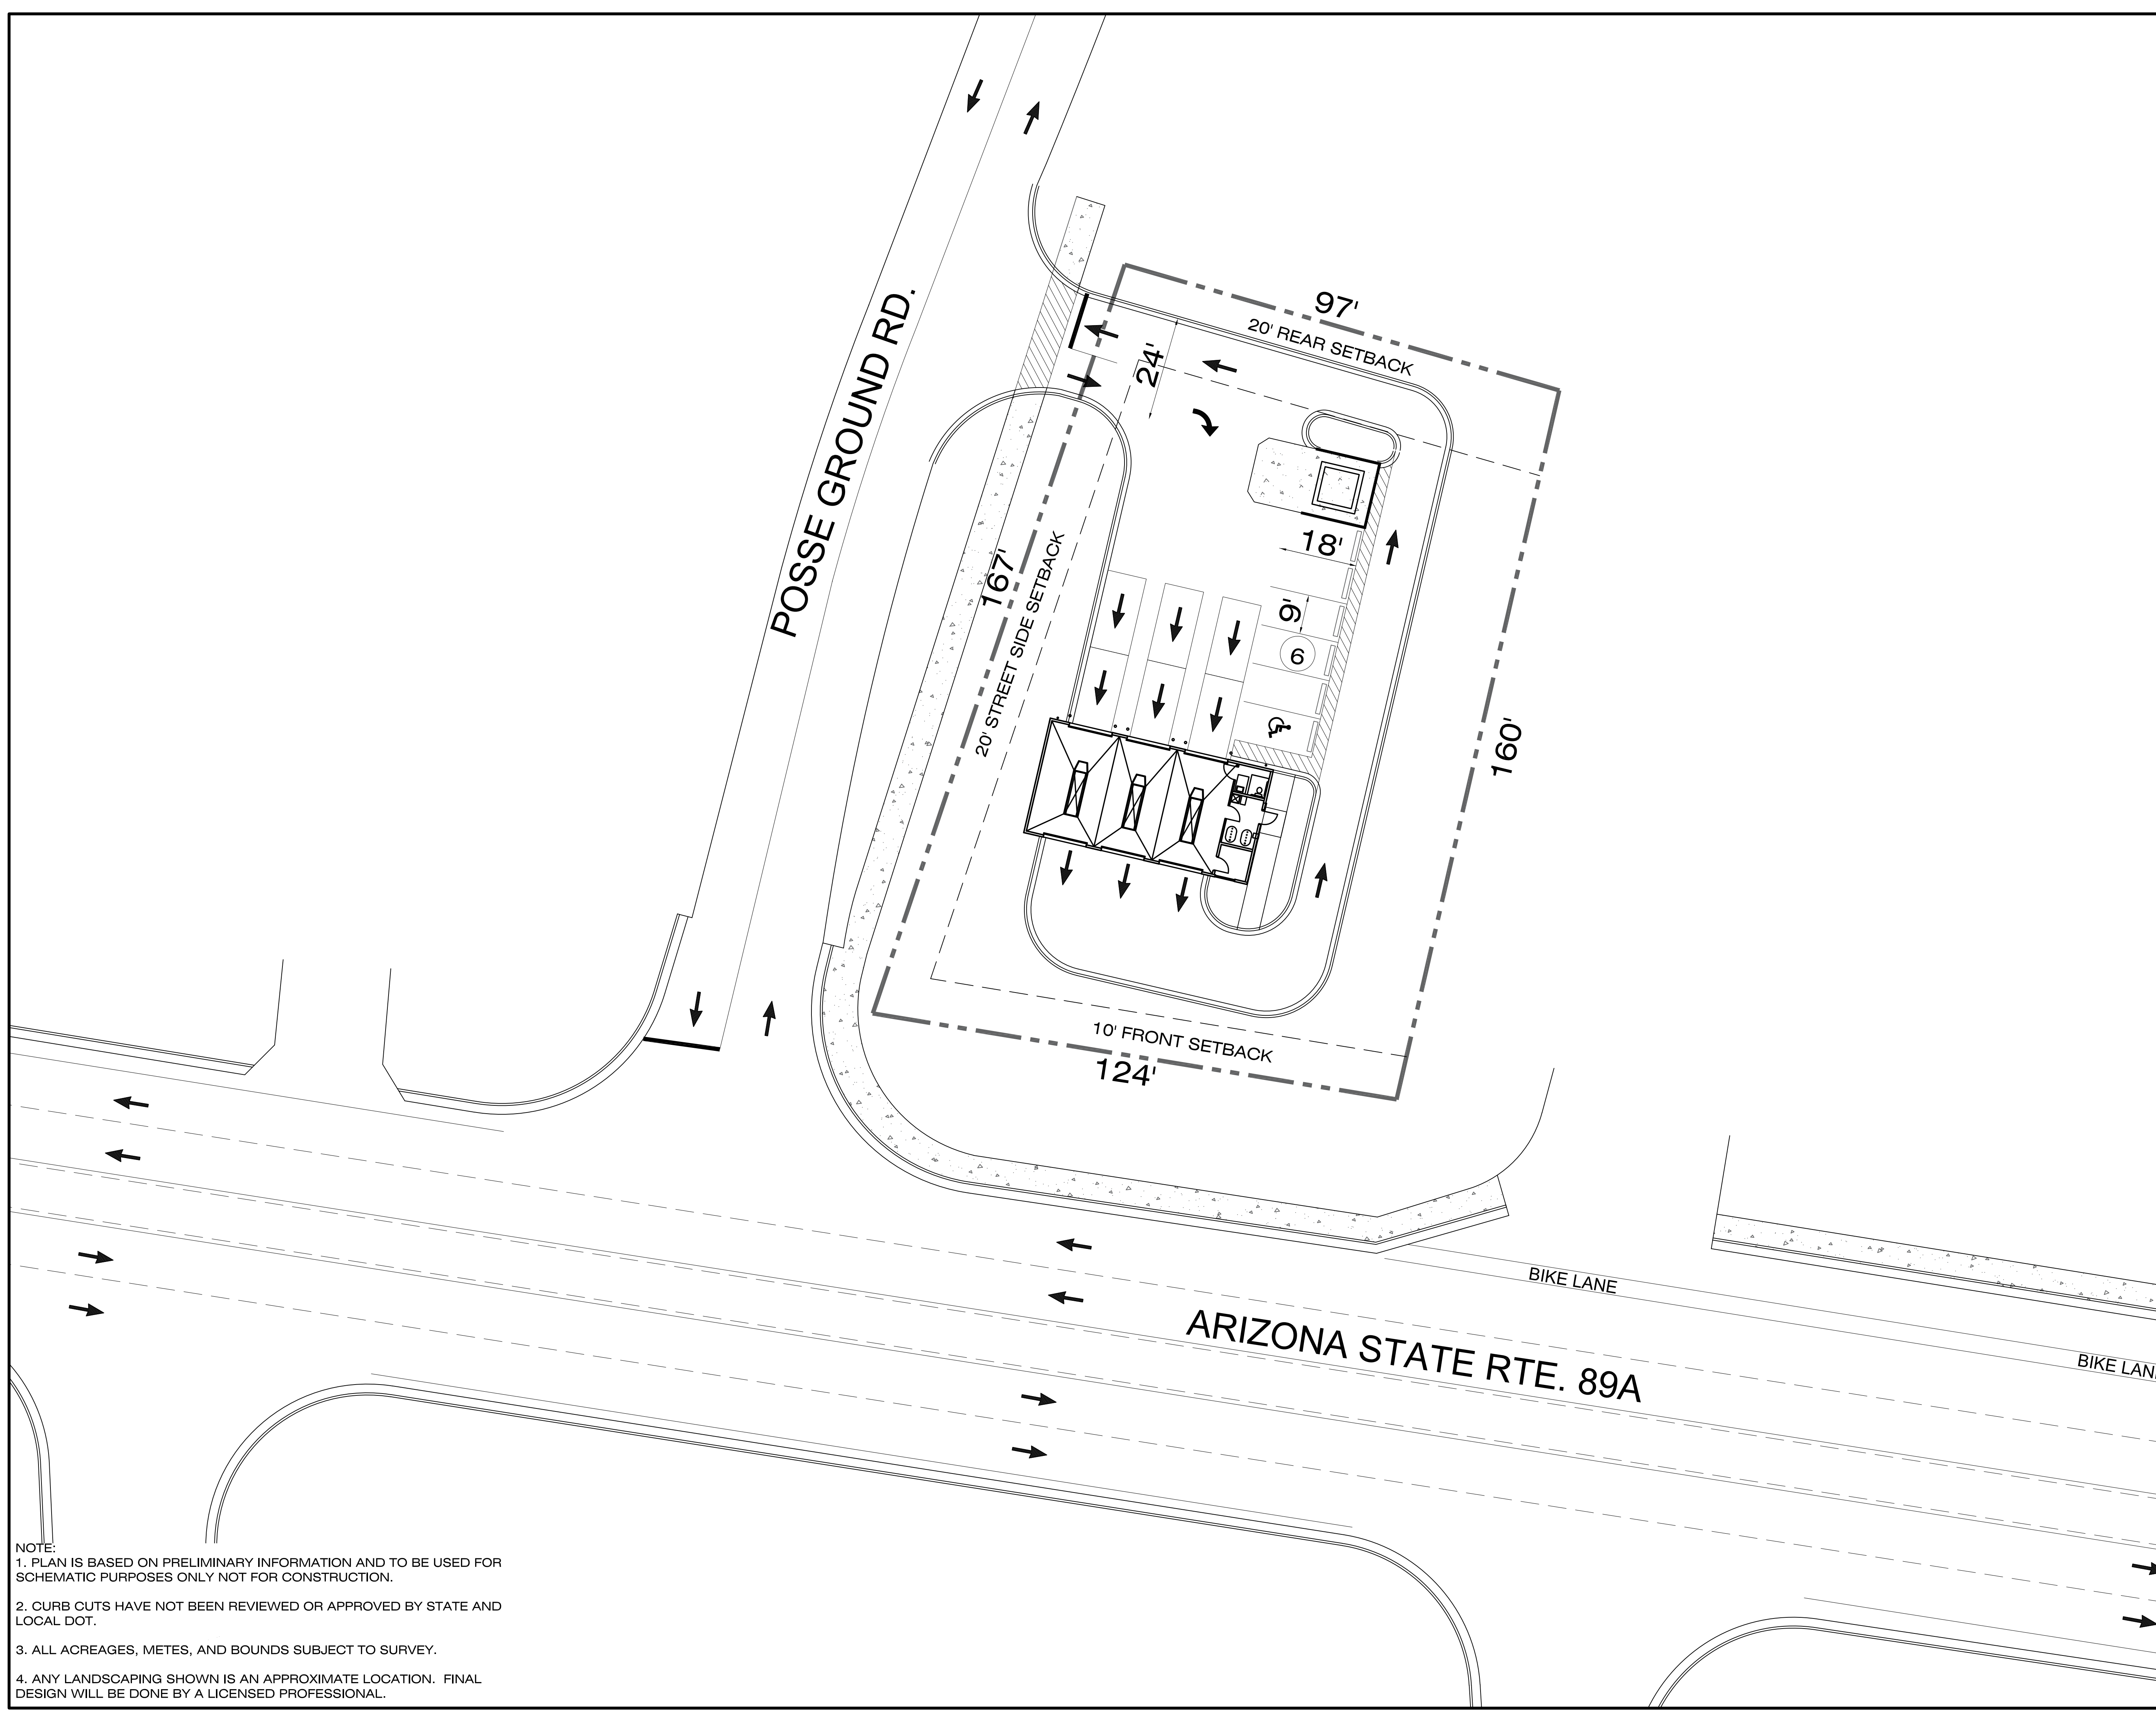 POSSE GROUND RD.
97'
20' REAR SETBACK
24'
18'
9'
6
167'
20' STREET SIDE SETBACK
160'
10' FRONT SETBACK
124'
BIKE LANE
ARIZONA STATE RTE. 89A
BIKE LAN
NOTE:
1. PLAN IS BASED ON PRELIMINARY INFORMATION AND TO BE USED FOR
SCHEMATIC PURPOSES ONLY NOT FOR CONSTRUCTION.
2. CURB CUTS HAVE NOT BEEN REVIEWED OR APPROVED BY STATE AND
LOCAL DOT.
3. ALL ACREAGES, METES, AND BOUNDS SUBJECT TO SURVEY.
4. ANY LANDSCAPING SHOWN IS AN APPROXIMATE LOCATION. FINAL
DESIGN WILL BE DONE BY A LICENSED PROFESSIONAL.